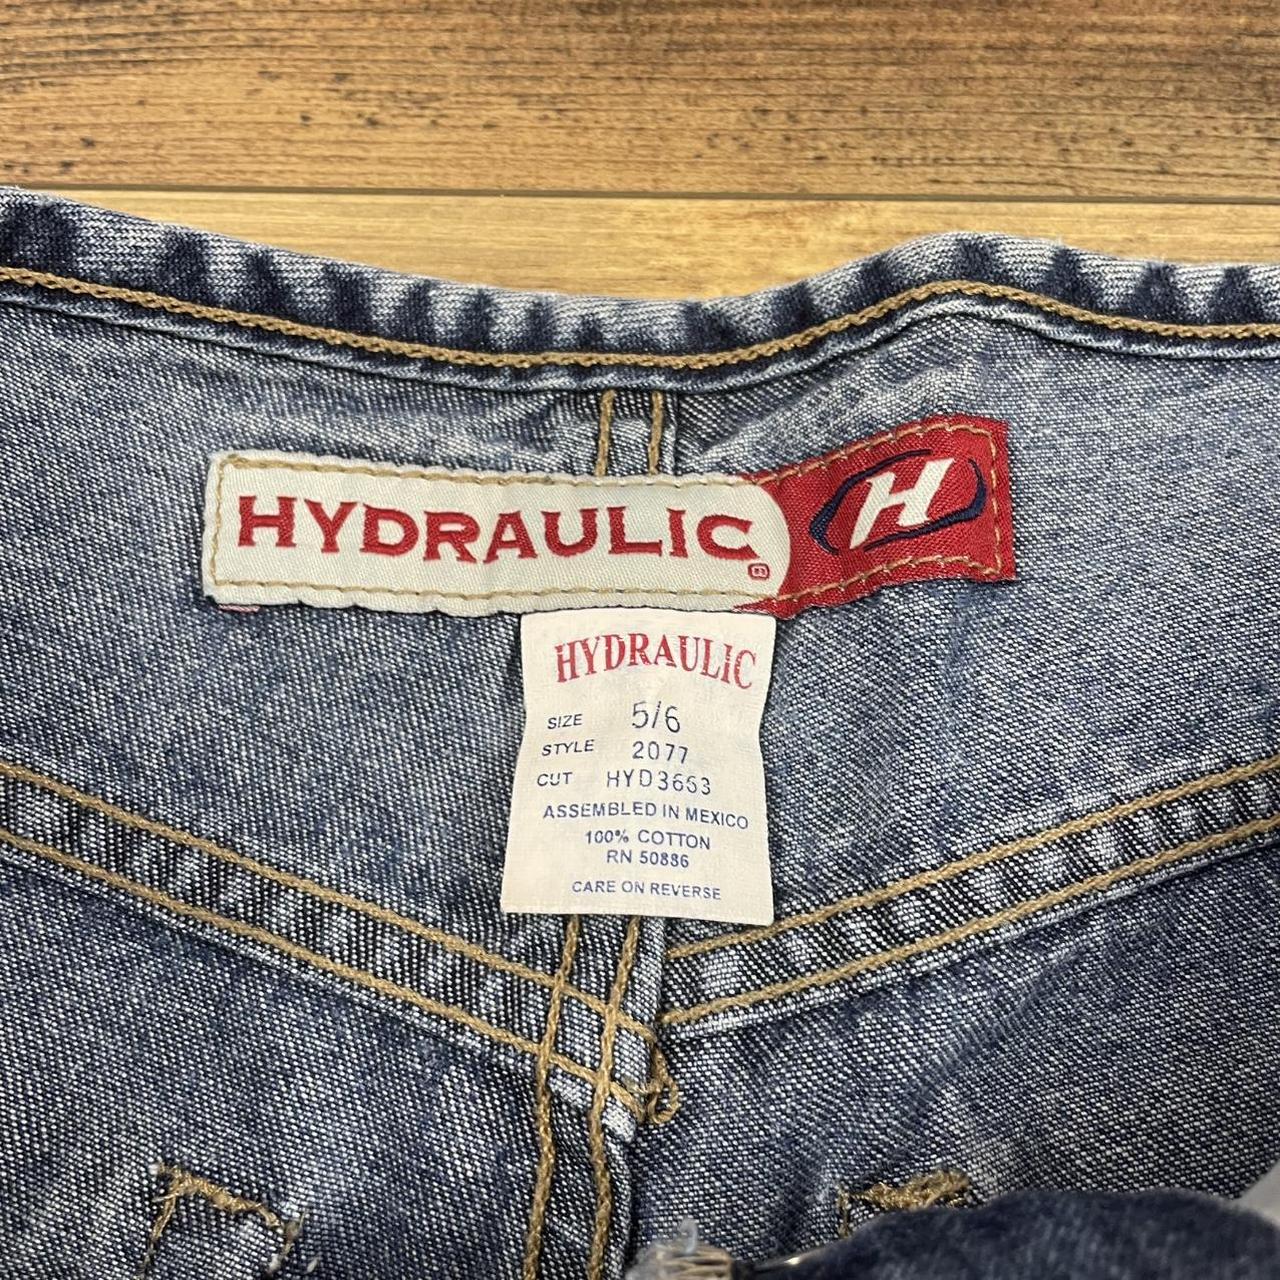 HYDRAULIC ® H
HYDRAULIC
SIZE 5/6
STYLE 2077
CUT HYD3663
ASSEMBLED IN MEXICO
100% COTTON
RN 50886
CARE ON REVERSE